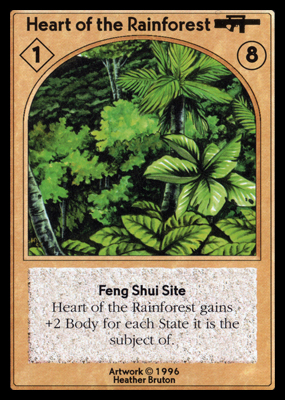 Heart of the Rainforest
1
8
Feng Shui Site
Heart of the Rainforest gains
+2 Body for each State it is the
subject of.
Artwork © 1996
Heather Bruton